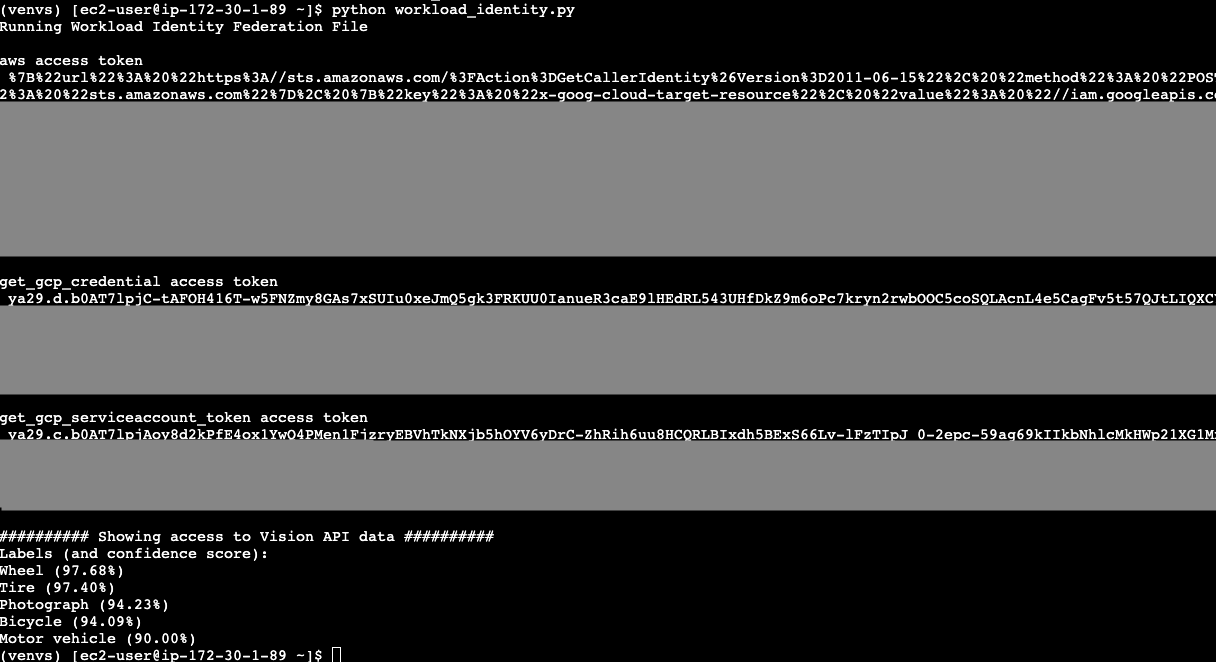 (venvs) [ec2-user@ip-172-30-1-89 ~]$ python workload_identity.py
Running Workload Identity Federation File
aws access token
%7B%22url%22%3A%20%22https%3A//sts.amazonaws.com/%3FAction%3DGetCallerIdentity%26Version%3D2011-06-15%22%2C%20%22method%22%3A%20%22POS
2%3A%20%22sts.amazonaws.com%22%7D%2C%20%7B%22key%22%3A%20%22x-goog-cloud-target-resource%22%2C%20%22value%22%3A%20%22//iam.googleapis.c
get_gcp_credential access token
ya29.d.b0AT7lpjC-tAFOH416T-w5FNZmy8GAs7xSUIu0xeJmQ5gk3FRKUU0IanueR3caE9lHEdRL543UHfDkZ9m6oPc7kryn2rwbOOC5coSQLAcnL4e5CagFv5t57QJtLIQXC
get_gcp_serviceaccount_token access token
ya29.c.b0AT7lpjAoy8d2kPfE4ox1YwO4PMen1FjzryEBVhTkNXjb5hOYV6yDrC-ZhRih6uu8HCQRLBIxdh5BExS66Lv-lFzTIpJ_0-2epc-59ag69kIIkbNhlcMkHWp21XG1M
########## Showing access to Vision API data ##########
Labels (and confidence score):
Wheel (97.68%)
Tire (97.40%)
Photograph (94.23%)
Bicycle (94.09%)
Motor vehicle (90.00%)
(venvs) [ec2-user@ip-172-30-1-89 ~]$